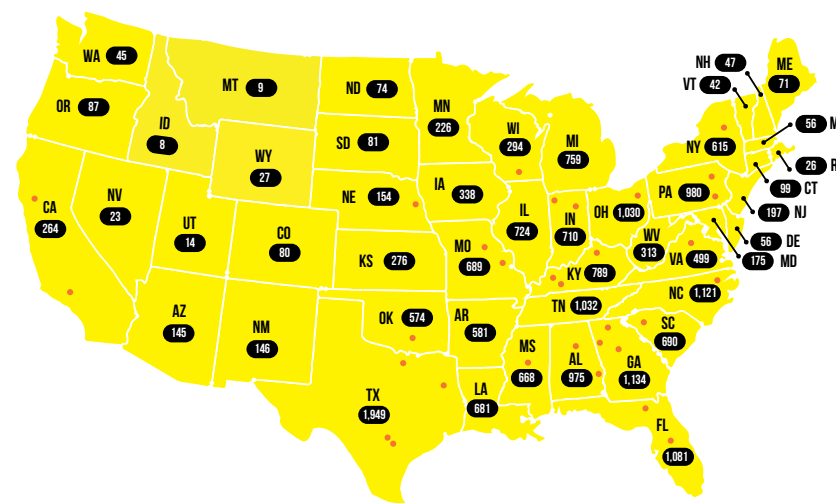 WA 45
OR 87
ID 8
MT 9
WY 27
ND 74
SD 81
NE 154
KS 276
MN 226
IA 338
MO 689
WI 294
IL 724
MI 759
IN 710
OH 1,030
KY 789
TN 1,032
WV 313
VA 499
NC 1,121
SC 690
GA 1,134
FL 1,081
AL 975
MS 668
LA 681
AR 581
OK 574
TX 1,949
NM 146
AZ 145
CO 80
UT 14
NV 23
CA 264
PA 980
NY 615
VT 42
NH 47
ME 71
56 M
26 R
99 CT
197 NJ
56 DE
175 MD